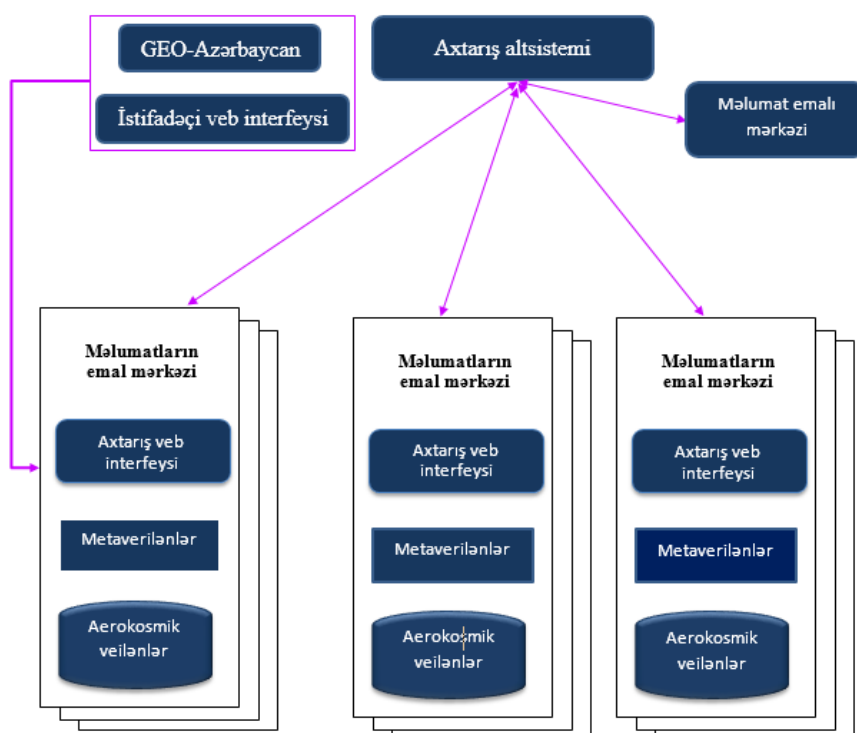 GEO-Azərbaycan
İstifadəçi veb interfeysi
Axtarış altsistemi
Məlumat emalı
mərkəzi
Məlumatların
emal mərkəzi
Axtarış veb
interfeysi
Metaverilənlər
Aerokosmik
veilənlər
Məlumatların
emal mərkəzi
Axtarış veb
interfeysi
Metaverilənlər
Aerokosmik
veilənlər
Məlumatların
emal mərkəzi
Axtarış veb
interfeysi
Metaverilənlər
Aerokosmik
veilənlər